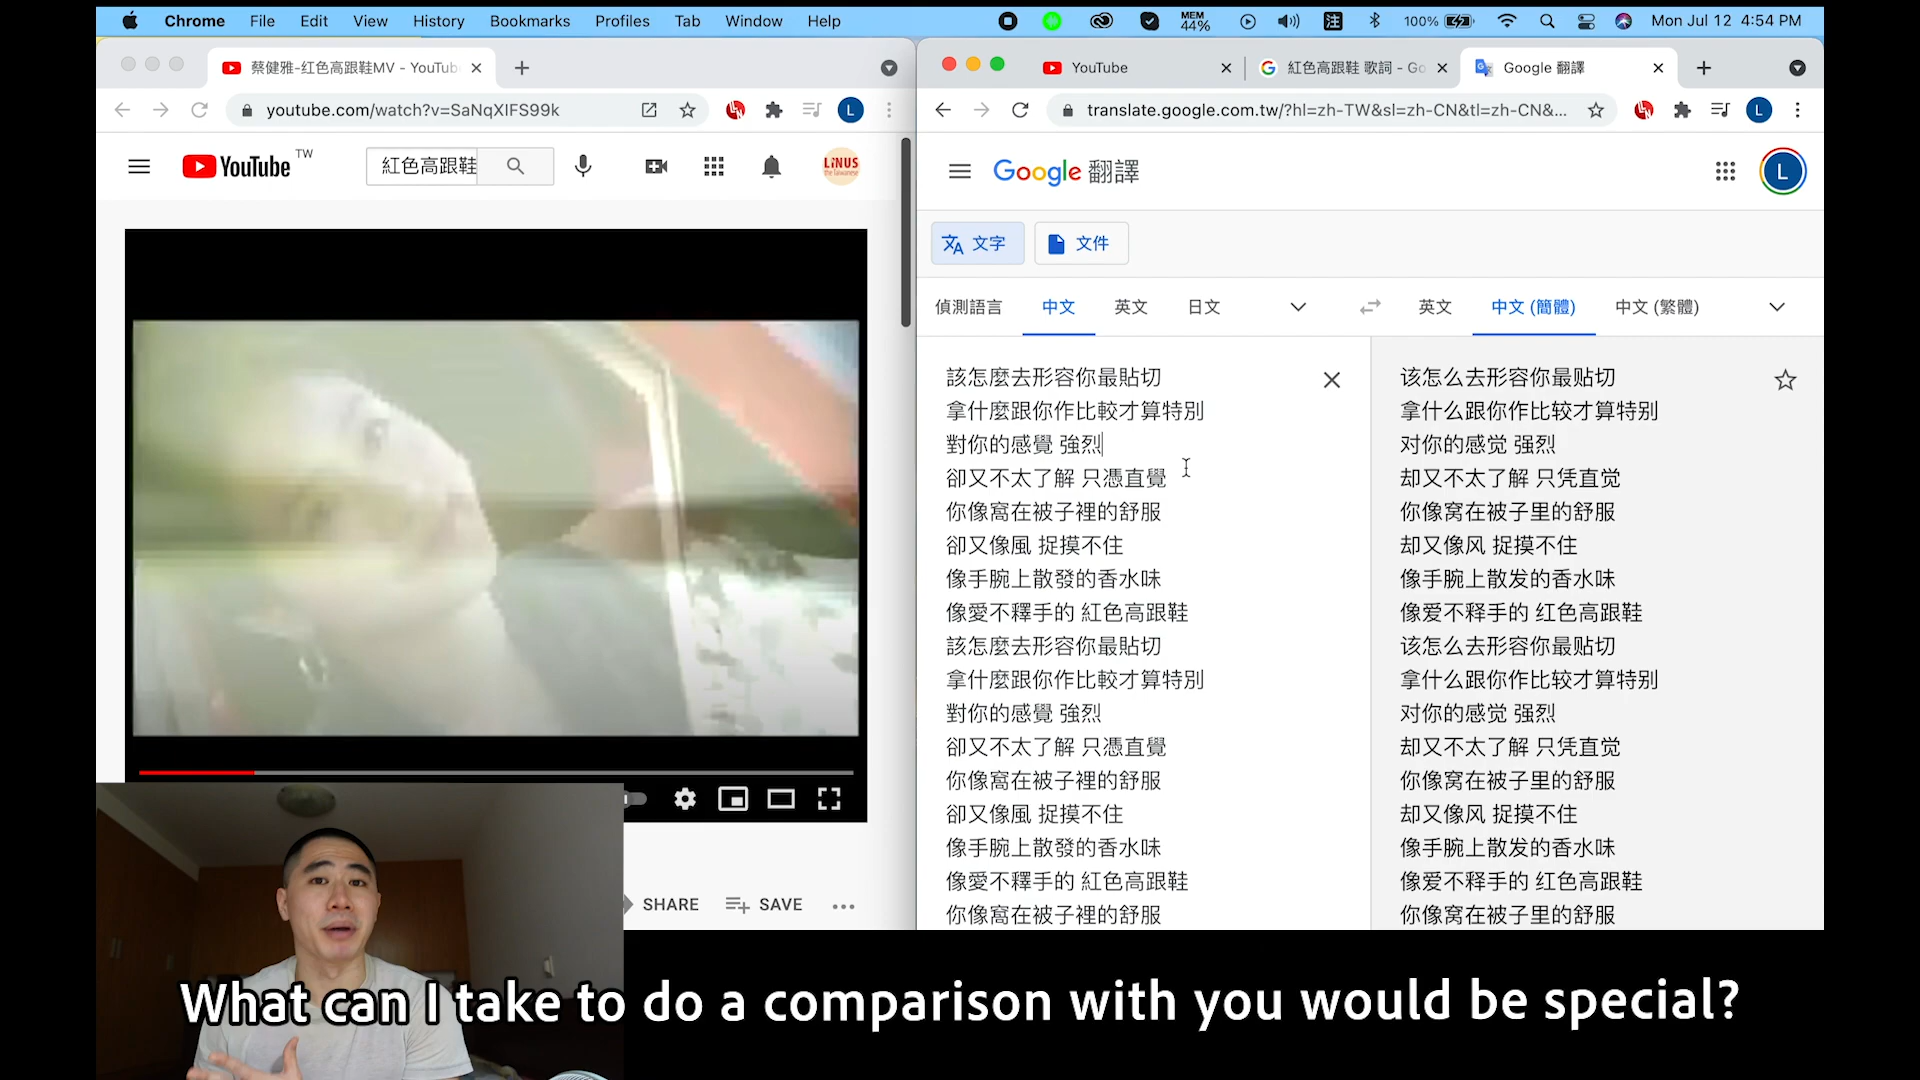 Chrome File Edit View History Bookmarks Profiles Tab Window Help
MEM 44%
注
100%
Mon Jul 12 4:54 PM
蔡健雅-红色高跟鞋MV - YouTub
youtube.com/watch?v=SaNqXIFS99k
L
YouTube TW
紅色高跟鞋
LiNUS
the Taiwanese
SHARE
SAVE
YouTube
紅色高跟鞋 歌詞 - Go
Google 翻譯
translate.google.com.tw/?hl=zh-TW&sl=zh-CN&tl=zh-CN&...
L
Google 翻譯
L
文字
文件
偵測語言 中文 英文 日文
英文 中文 (簡體) 中文 (繁體)
該怎麼去形容你最貼切
拿什麼跟你作比較才算特別
對你的感覺 強烈
卻又不太了解 只憑直覺
你像窩在被子裡的舒服
卻又像風 捉摸不住
像手腕上散發的香水味
像愛不釋手的 紅色高跟鞋
該怎麼去形容你最貼切
拿什麼跟你作比較才算特別
對你的感覺 強烈
卻又不太了解 只憑直覺
你像窩在被子裡的舒服
卻又像風 捉摸不住
像手腕上散發的香水味
像愛不釋手的 紅色高跟鞋
你像窩在被子裡的舒服
该怎么去形容你最贴切
拿什么跟你作比较才算特别
对你的感觉 强烈
却又不太了解 只凭直觉
你像窝在被子里的舒服
却又像风 捉摸不住
像手腕上散发的香水味
像爱不释手的 红色高跟鞋
该怎么去形容你最贴切
拿什么跟你作比较才算特别
对你的感觉 强烈
却又不太了解 只凭直觉
你像窝在被子里的舒服
却又像风 捉摸不住
像手腕上散发的香水味
像爱不释手的 红色高跟鞋
你像窝在被子里的舒服
What can I take to do a comparison with you would be special?